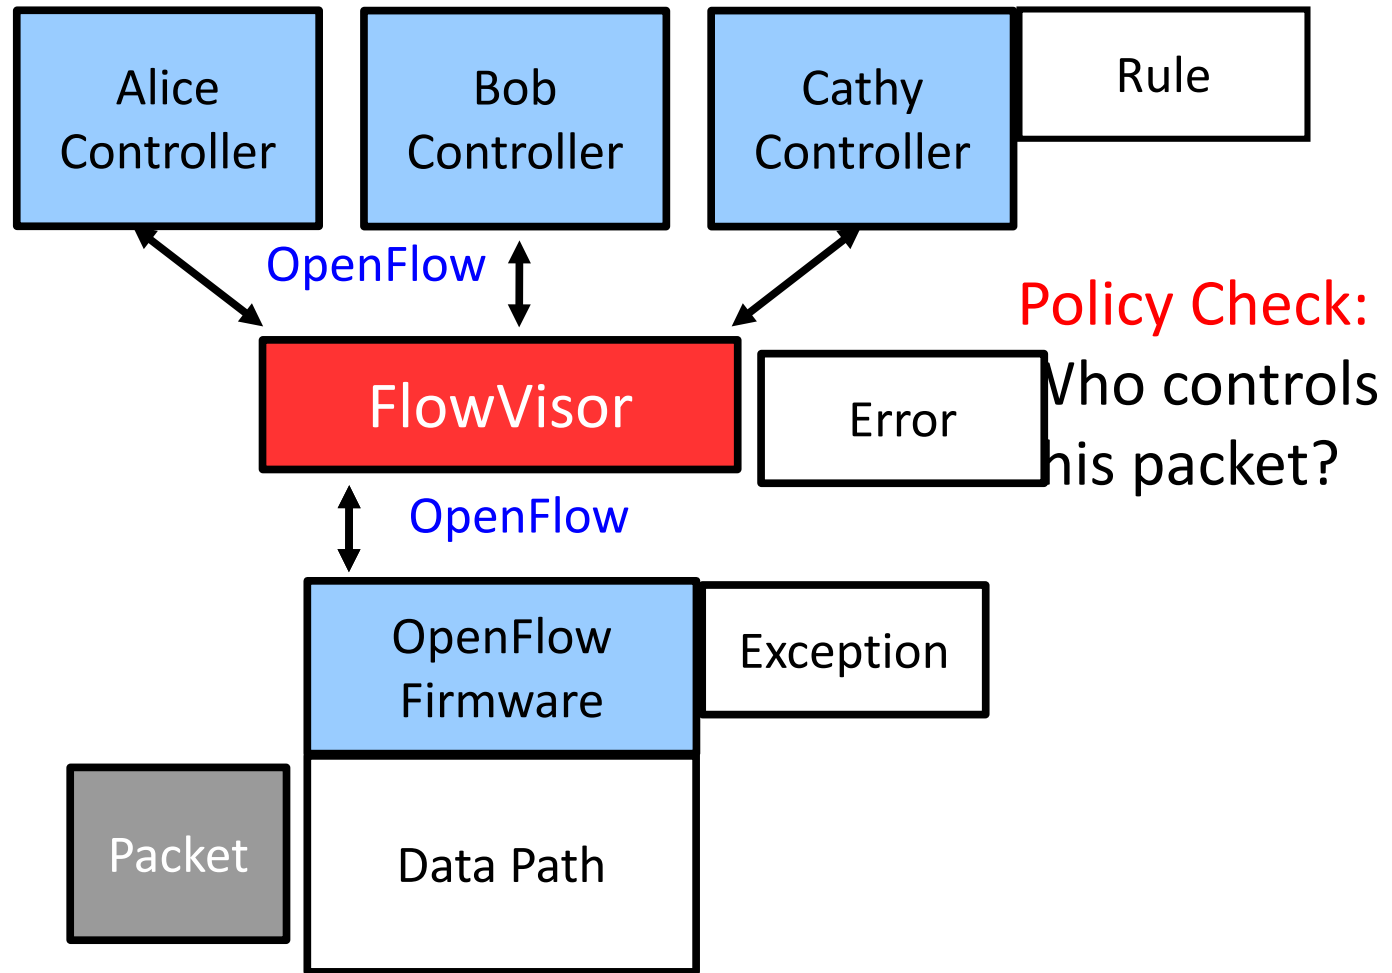 Alice
Controller
Bob
Controller
Cathy
Controller
Rule
OpenFlow
Policy Check:
Who controls
his packet?
FlowVisor
Error
OpenFlow
OpenFlow
Firmware
Exception
Packet
Data Path